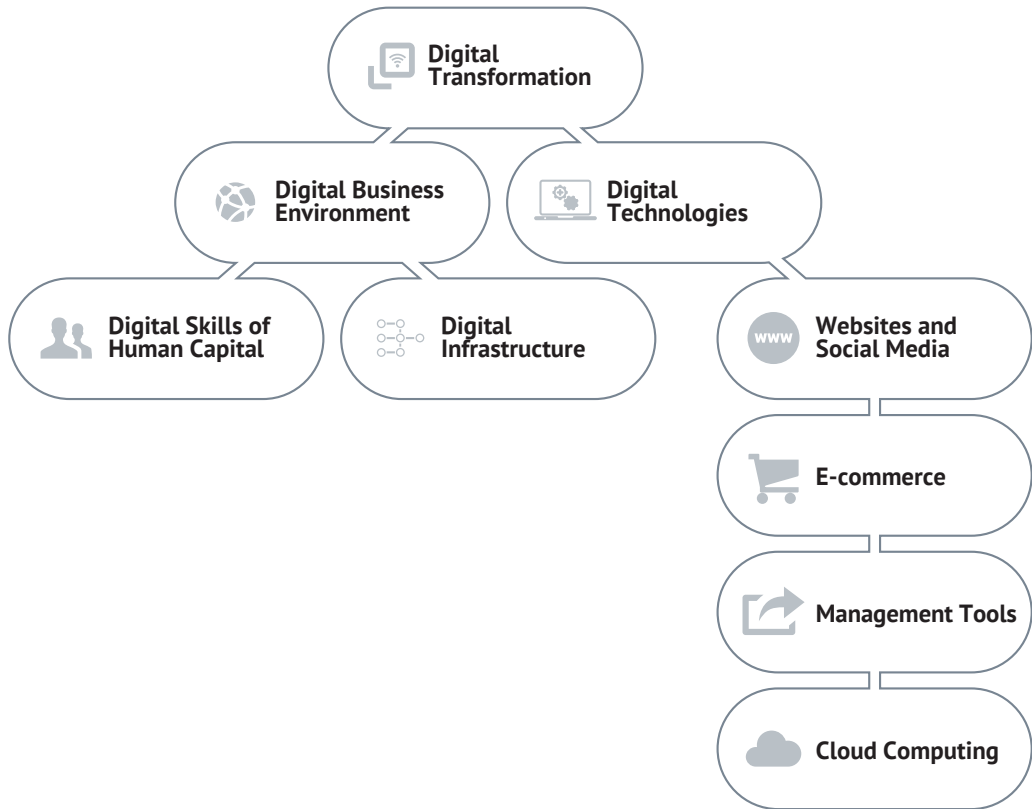 Digital
Transformation
Digital Business
Environment
Digital
Technologies
Digital Skills of
Human Capital
Digital
Infrastructure
www
Websites and
Social Media
E-commerce
Management Tools
Cloud Computing